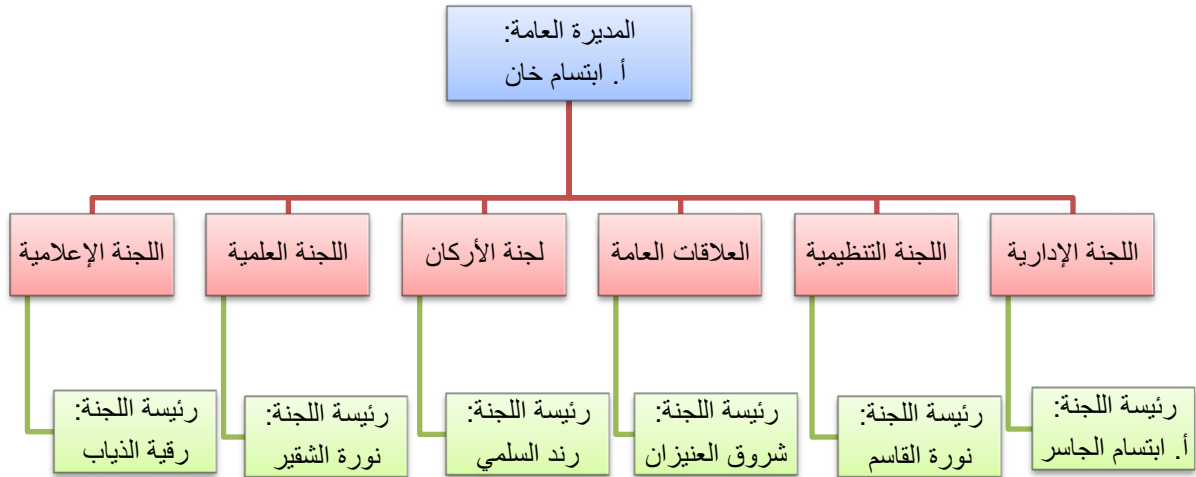 المديرة العامة:
أ. ابتسام خان
اللجنة الإدارية
اللجنة التنظيمية
العلاقات العامة
لجنة الأركان
اللجنة العلمية
اللجنة الإعلامية
رئيسة اللجنة:
أ. ابتسام الجاسر
رئيسة اللجنة:
نورة القاسم
رئيسة اللجنة:
شروق العنيزان
رئيسة اللجنة:
رند السلمي
رئيسة اللجنة:
نورة الشقير
رئيسة اللجنة:
رقية الذياب